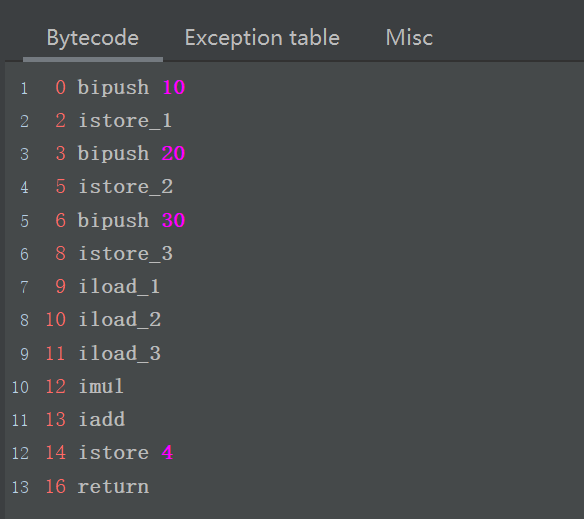 Bytecode Exception table Misc
1 0 bipush 10
2 2 istore_1
3 3 bipush 20
4 5 istore_2
5 6 bipush 30
6 8 istore_3
7 9 iload_1
8 10 iload_2
9 11 iload_3
10 12 imul
11 13 iadd
12 14 istore 4
13 16 return